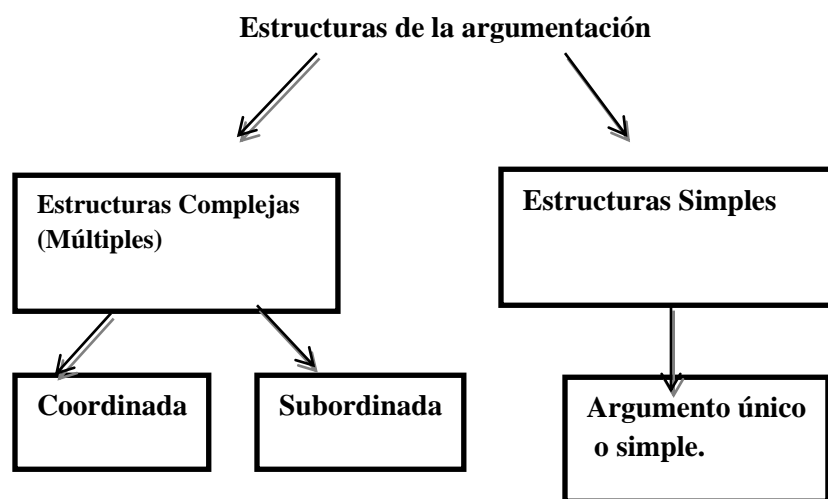 Estructuras de la argumentación
Estructuras Complejas
(Múltiples)
Estructuras Simples
Coordinada
Subordinada
Argumento único
o simple.